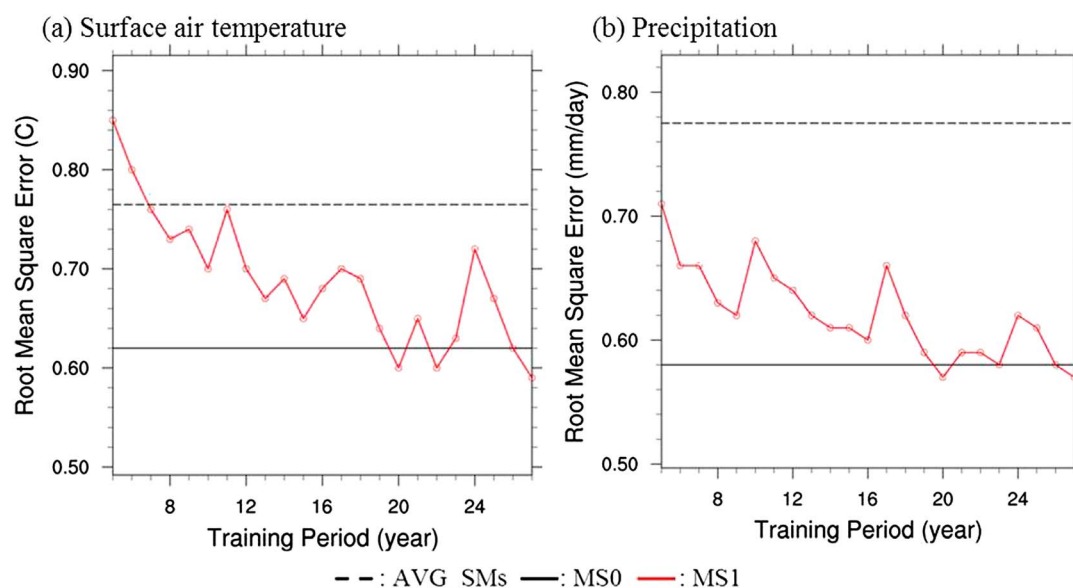 (a) Surface air temperature
Root Mean Square Error (C)
0.90
0.80
0.70
0.60
0.50
8 12 16 20 24
Training Period (year)
(b) Precipitation
Root Mean Square Error (mm/day)
0.80
0.70
0.60
0.50
8 12 16 20 24
Training Period (year)
: AVG_SMs : MS0 : MS1